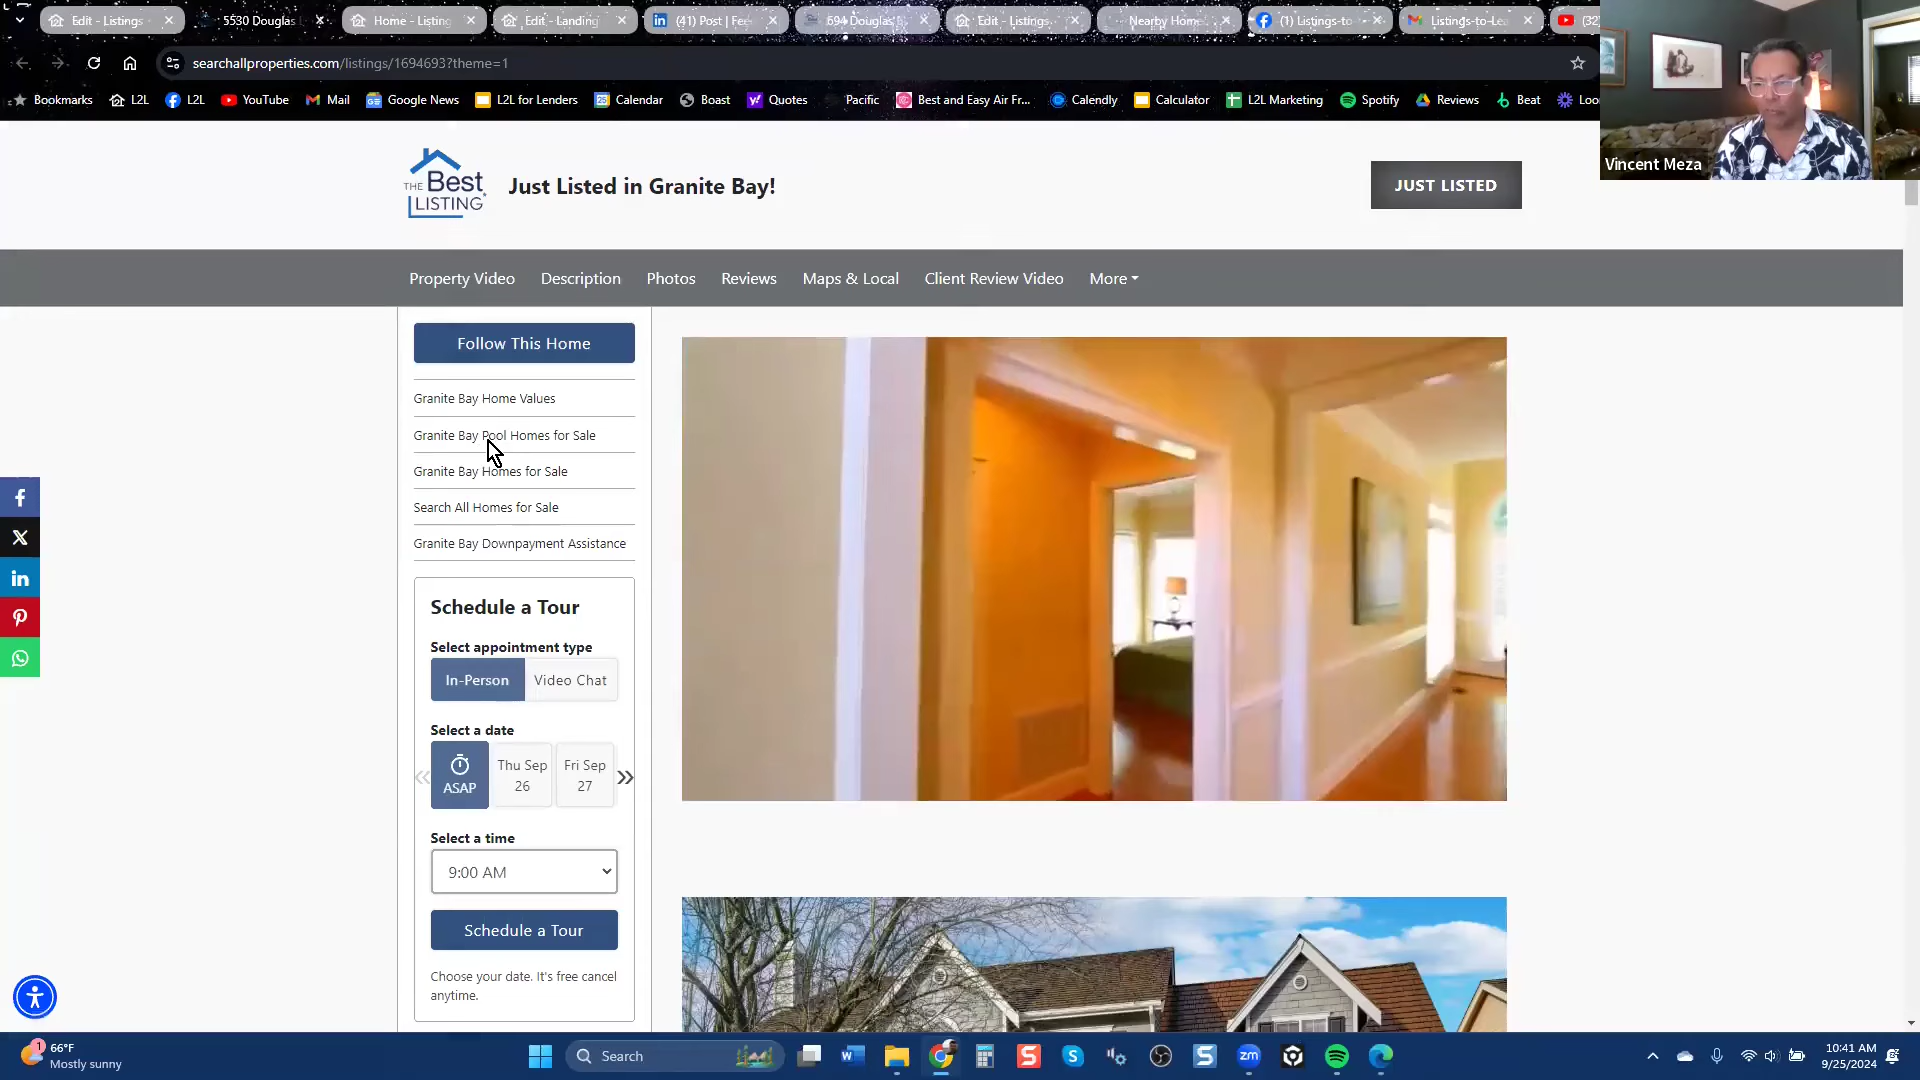 Edit - Listings
5530 Douglas
Home - Listing
Edit - Landing
(41) Post | Fee
694 Douglas B
Edit - Listings
Nearby Home
(1) Listings-to
Listings-to-Le
(32)
searchallproperties.com/listings/1694693?theme=1
Bookmarks
L2L
L2L
YouTube
Mail
Google News
L2L for Lenders
Calendar
Boast
Quotes
Pacific
Best and Easy Air Fr...
Calendly
Calculator
L2L Marketing
Spotify
Reviews
Beat
Loo
Vincent Meza
THE Best LISTING
Just Listed in Granite Bay!
JUST LISTED
Property Video
Description
Photos
Reviews
Maps & Local
Client Review Video
More
Follow This Home
Granite Bay Home Values
Granite Bay Pool Homes for Sale
Granite Bay Homes for Sale
Search All Homes for Sale
Granite Bay Downpayment Assistance
Schedule a Tour
Select appointment type
In-Person
Video Chat
Select a date
ASAP
Thu Sep 26
Fri Sep 27
Select a time
9:00 AM
Schedule a Tour
Choose your date. It's free cancel
anytime.
1
66°F
Mostly sunny
Search
zm
10:41 AM
9/25/2024